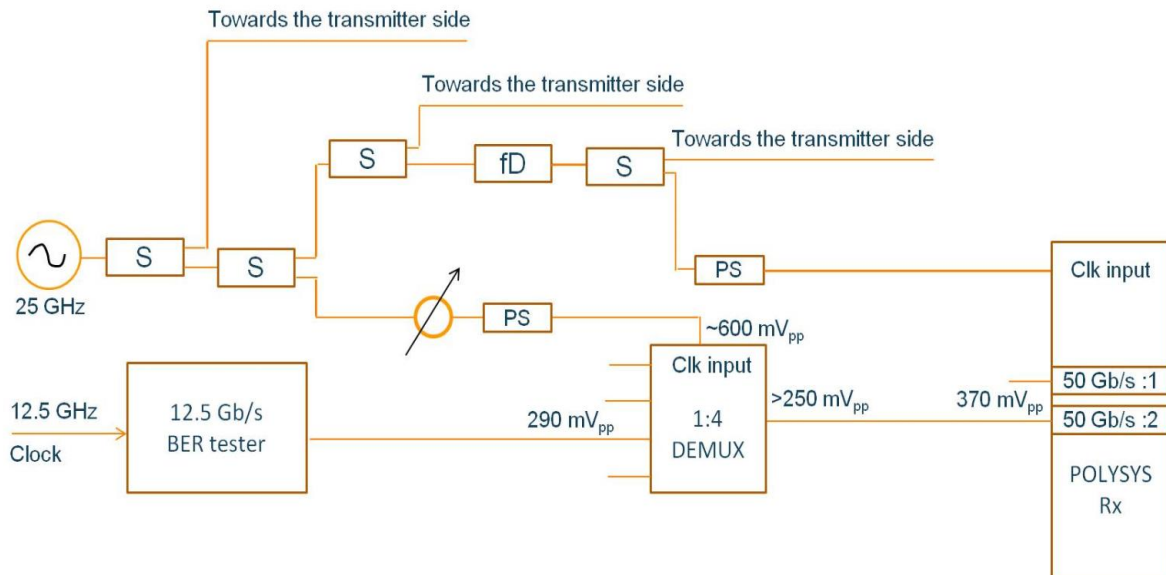 Towards the transmitter side
Towards the transmitter side
Towards the transmitter side
S
fD
S
S
S
25 GHz
PS
Clk input
PS
~600 mVpp
Clk input
1:4
DEMUX
12.5 GHz
Clock
12.5 Gb/s
BER tester
290 mVpp
>250 mVpp
370 mVpp
50 Gb/s :1
50 Gb/s :2
POLYSYS
Rx